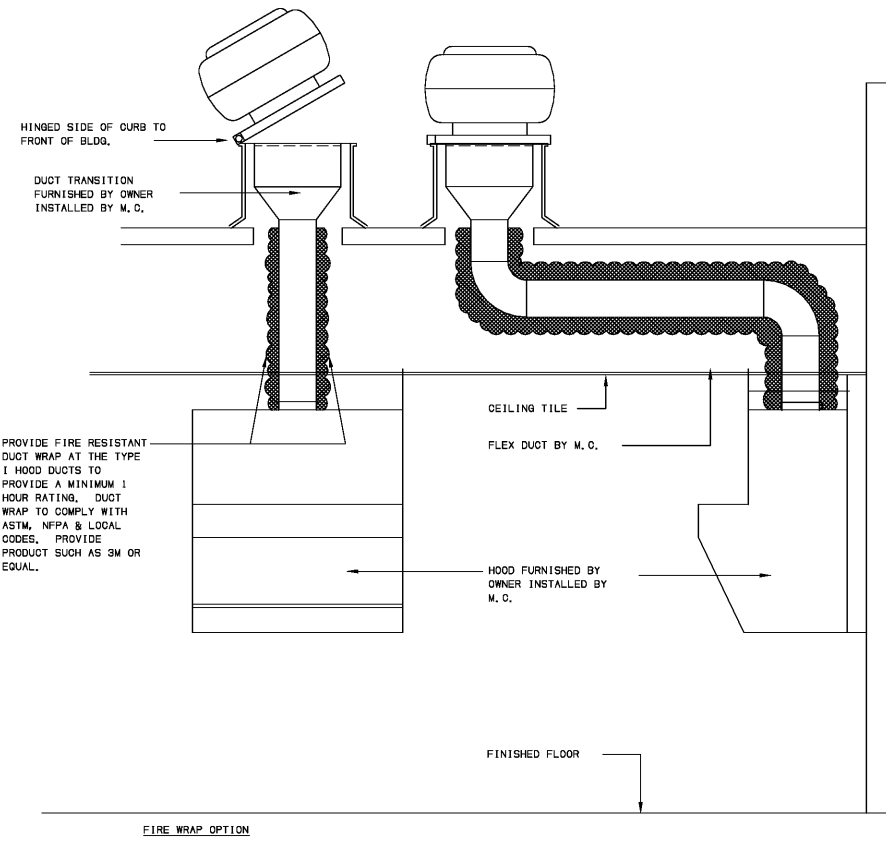 HINGED SIDE OF CURB TO
FRONT OF BLDG.
DUCT TRANSITION
FURNISHED BY OWNER
INSTALLED BY M.C.
CEILING TILE
FLEX DUCT BY M.C.
PROVIDE FIRE RESISTANT
DUCT WRAP AT THE TYPE
I HOOD DUCTS TO
PROVIDE A MINIMUM 1
HOUR RATING. DUCT
WRAP TO COMPLY WITH
ASTM, NFPA & LOCAL
CODES. PROVIDE
PRODUCT SUCH AS 3M OR
EQUAL.
HOOD FURNISHED BY
OWNER INSTALLED BY
M.C.
FINISHED FLOOR
FIRE WRAP OPTION